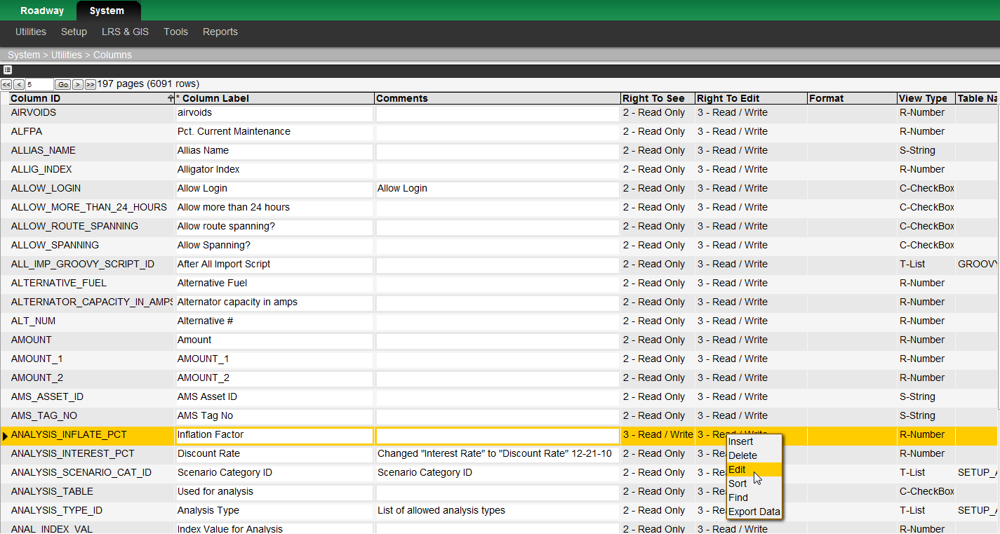 Roadway System
Utilities Setup LRS & GIS Tools Reports
System > Utilities > Columns
<< < 5 Go > >> 197 pages (6091 rows)
Column ID * Column Label Comments Right To See Right To Edit Format View Type Table Na
AIRVOIDS airvoids 2 - Read Only 3 - Read / Write R-Number
ALFPA Pct. Current Maintenance 2 - Read Only 3 - Read / Write R-Number
ALLIAS_NAME Allias Name 2 - Read Only 3 - Read / Write S-String
ALLIG_INDEX Alligator Index 2 - Read Only 3 - Read / Write R-Number
ALLOW_LOGIN Allow Login Allow Login 2 - Read Only 3 - Read / Write C-CheckBox
ALLOW_MORE_THAN_24_HOURS Allow more than 24 hours 2 - Read Only 3 - Read / Write C-CheckBox
ALLOW_ROUTE_SPANNING Allow route spanning? 2 - Read Only 3 - Read / Write C-CheckBox
ALLOW_SPANNING Allow Spanning? 2 - Read Only 3 - Read / Write C-CheckBox
ALL_IMP_GROOVY_SCRIPT_ID After All Import Script 2 - Read Only 3 - Read / Write T-List GROOVY
ALTERNATIVE_FUEL Alternative Fuel 2 - Read Only 3 - Read / Write R-Number
ALTERNATOR_CAPACITY_IN_AMPS Alternator capacity in amps 2 - Read Only 3 - Read / Write R-Number
ALT_NUM Alternative # 2 - Read Only 3 - Read / Write R-Number
AMOUNT Amount 2 - Read Only 3 - Read / Write R-Number
AMOUNT_1 AMOUNT_1 2 - Read Only 3 - Read / Write R-Number
AMOUNT_2 AMOUNT_2 2 - Read Only 3 - Read / Write R-Number
AMS_ASSET_ID AMS Asset ID 2 - Read Only 3 - Read / Write S-String
AMS_TAG_NO AMS Tag No 2 - Read Only 3 - Read / Write S-String
ANALYSIS_INFLATE_PCT Inflation Factor 3 - Read / Write 3 - Read / Write R-Number
Insert
ANALYSIS_INTEREST_PCT Discount Rate Changed "Interest Rate" to "Discount Rate" 12-21-10 2 - Read Only 3 - Rea R-Number
Delete
ANALYSIS_SCENARIO_CAT_ID Scenario Category ID Scenario Category ID 2 - Read Only 3 - Rea T-List SETUP_A
Edit
ANALYSIS_TABLE Used for analysis 2 - Read Only 3 - Rea C-CheckBox
Sort
Find
ANALYSIS_TYPE_ID Analysis Type List of allowed analysis types 2 - Read Only 3 - Rea T-List SETUP_A
Export Data
ANAL_INDEX_VAL Index Value for Analysis 2 - Read Only 3 - Read / Write R-Number